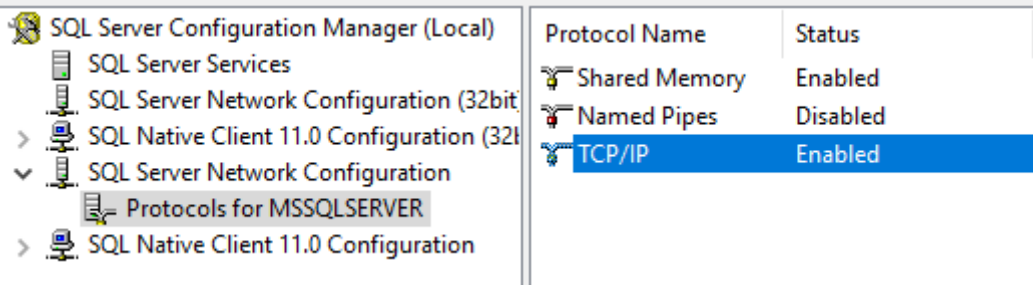 SQL Server Configuration Manager (Local)
SQL Server Services
SQL Server Network Configuration (32bit
SQL Native Client 11.0 Configuration (32b
SQL Server Network Configuration
Protocols for MSSQLSERVER
SQL Native Client 11.0 Configuration
Protocol Name Status
Shared Memory Enabled
Named Pipes Disabled
TCP/IP Enabled